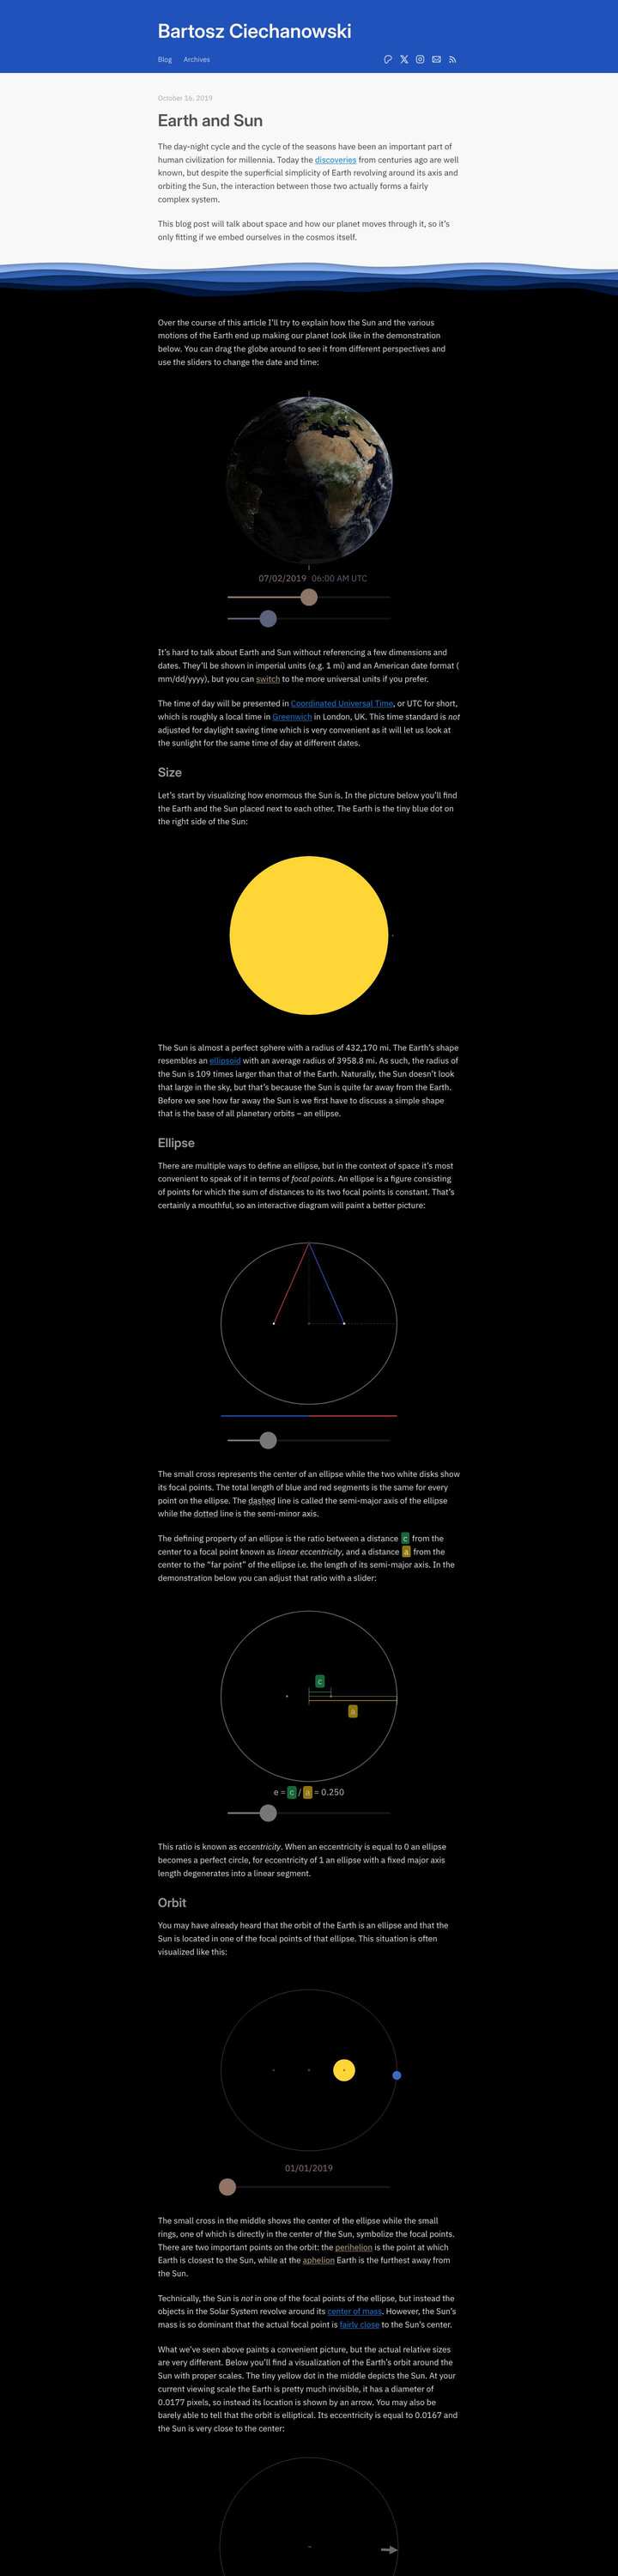 Bartosz Ciechanowski
Blog Archives
October 16, 2019
Earth and Sun
The day-night cycle and the cycle of the seasons have been an important part of
human civilization for millennia. Today the discoveries from centuries ago are well
known, but despite the superficial simplicity of Earth revolving around its axis and
orbiting the Sun, the interaction between those two actually forms a fairly
complex system.
This blog post will talk about space and how our planet moves through it, so it's
only fitting if we embed ourselves in the cosmos itself.
Over the course of this article I'll try to explain how the Sun and the various
motions of the Earth end up making our planet look like in the demonstration
below. You can drag the globe around to see it from different perspectives and
use the sliders to change the date and time:
07/02/2019 06:00 AM UTC
It's hard to talk about Earth and Sun without referencing a few dimensions and
dates. They'll be shown in imperial units (e.g. 1 mi) and an American date format (
mm/dd/yyyy), but you can switch to the more universal units if you prefer.
The time of day will be presented in Coordinated Universal Time, or UTC for short,
which is roughly a local time in Greenwich in London, UK. This time standard is not
adjusted for daylight saving time which is very convenient as it will let us look at
the sunlight for the same time of day at different dates.
Size
Let's start by visualizing how enormous the Sun is. In the picture below you'll find
the Earth and the Sun placed next to each other. The Earth is the tiny blue dot on
the right side of the Sun:
The Sun is almost a perfect sphere with a radius of 432,170 mi. The Earth's shape
resembles an ellipsoid with an average radius of 3958.8 mi. As such, the radius of
the Sun is 109 times larger than that of the Earth. Naturally, the Sun doesn't look
that large in the sky, but that's because the Sun is quite far away from the Earth.
Before we see how far away the Sun is we first have to discuss a simple shape
that is the base of all planetary orbits – an ellipse.
Ellipse
There are multiple ways to define an ellipse, but in the context of space it's most
convenient to speak of it in terms of focal points. An ellipse is a figure consisting
of points for which the sum of distances to its two focal points is constant. That's
certainly a mouthful, so an interactive diagram will paint a better picture:
The small cross represents the center of an ellipse while the two white disks show
its focal points. The total length of blue and red segments is the same for every
point on the ellipse. The dashed line is called the semi-major axis of the ellipse
while the dotted line is the semi-minor axis.
The defining property of an ellipse is the ratio between a distance c from the
center to a focal point known as linear eccentricity, and a distance a from the
center to the "far point" of the ellipse i.e. the length of its semi-major axis. In the
demonstration below you can adjust that ratio with a slider:
c
a
e = c / a = 0.250
This ratio is known as eccentricity. When an eccentricity is equal to 0 an ellipse
becomes a perfect circle, for eccentricity of 1 an ellipse with a fixed major axis
length degenerates into a linear segment.
Orbit
You may have already heard that the orbit of the Earth is an ellipse and that the
Sun is located in one of the focal points of that ellipse. This situation is often
visualized like this:
01/01/2019
The small cross in the middle shows the center of the ellipse while the small
rings, one of which is directly in the center of the Sun, symbolize the focal points.
There are two important points on the orbit: the perihelion is the point at which
Earth is closest to the Sun, while at the aphelion Earth is the furthest away from
the Sun.
Technically, the Sun is not in one of the focal points of the ellipse, but instead the
objects in the Solar System revolve around its center of mass. However, the Sun's
mass is so dominant that the actual focal point is fairly close to the Sun's center.
What we've seen above paints a convenient picture, but the actual relative sizes
are very different. Below you'll find a visualization of the Earth's orbit around the
Sun with proper scales. The tiny yellow dot in the middle depicts the Sun. At your
current viewing scale the Earth is pretty much invisible, it has a diameter of
0.0177 pixels, so instead its location is shown by an arrow. You may also be
barely able to tell that the orbit is elliptical. Its eccentricity is equal to 0.0167 and
the Sun is very close to the center: